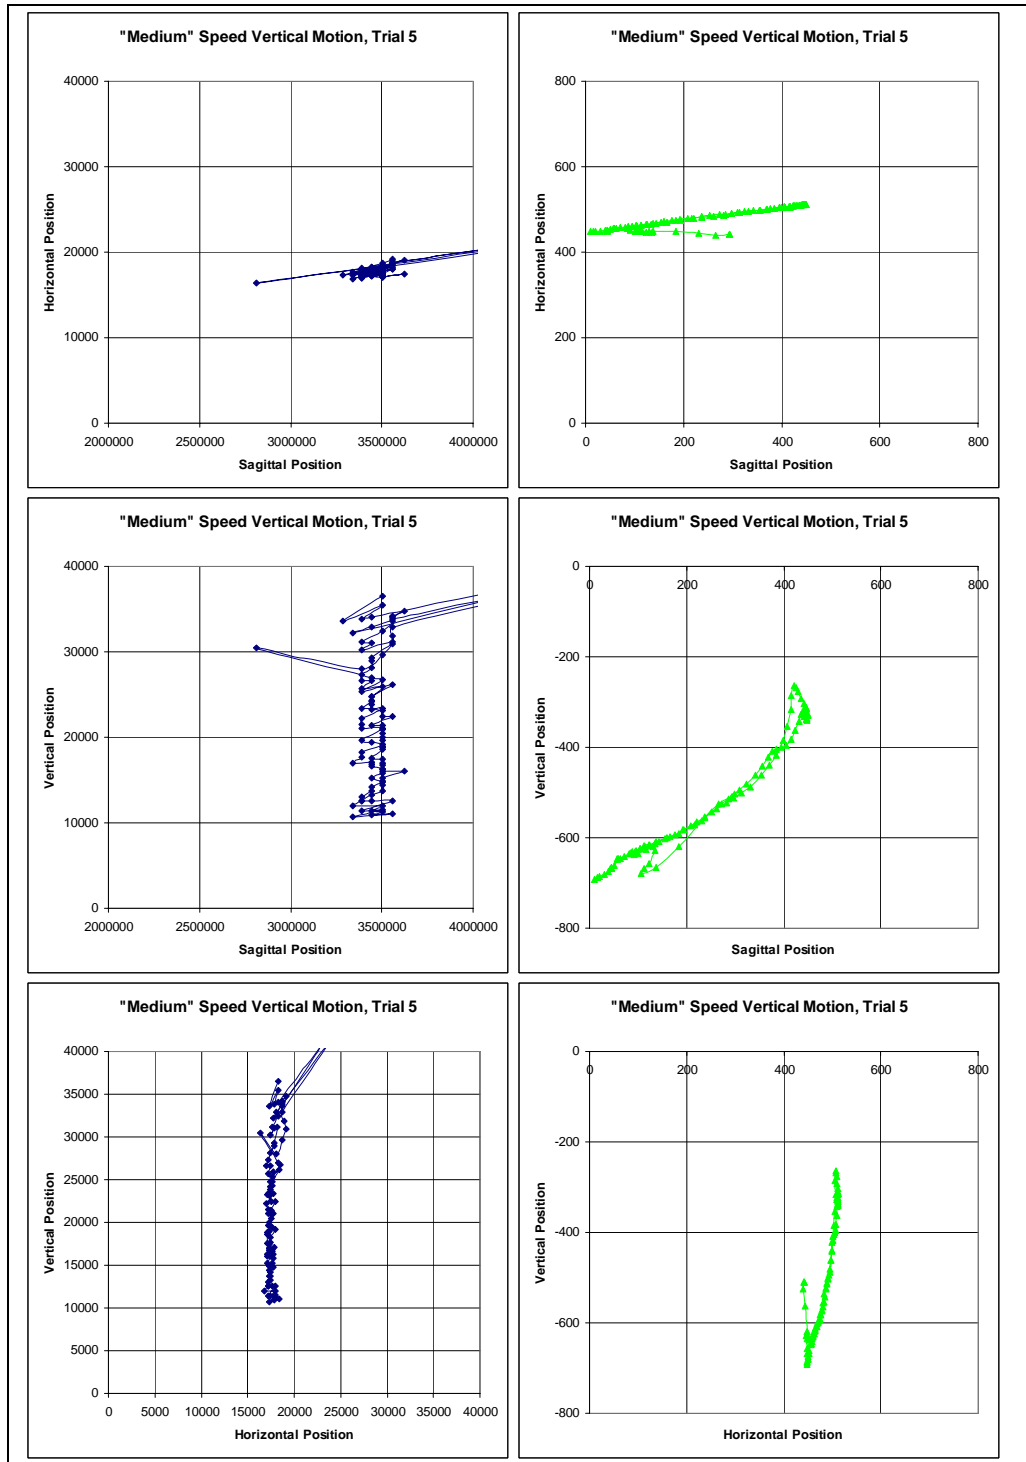 "Medium" Speed Vertical Motion, Trial 5
40000
30000
20000
10000
0
Horizontal Position
2000000 2500000 3000000 3500000 4000000
Sagittal Position
"Medium" Speed Vertical Motion, Trial 5
800
600
400
200
0
Horizontal Position
0 200 400 600 800
Sagittal Position
"Medium" Speed Vertical Motion, Trial 5
40000
30000
20000
10000
0
Vertical Position
2000000 2500000 3000000 3500000 4000000
Sagittal Position
"Medium" Speed Vertical Motion, Trial 5
0
-200
-400
-600
-800
Vertical Position
0 200 400 600 800
Sagittal Position
"Medium" Speed Vertical Motion, Trial 5
40000
35000
30000
25000
20000
15000
10000
5000
0
Vertical Position
0 5000 10000 15000 20000 25000 30000 35000 40000
Horizontal Position
"Medium" Speed Vertical Motion, Trial 5
0
-200
-400
-600
-800
Vertical Position
0 200 400 600 800
Horizontal Position